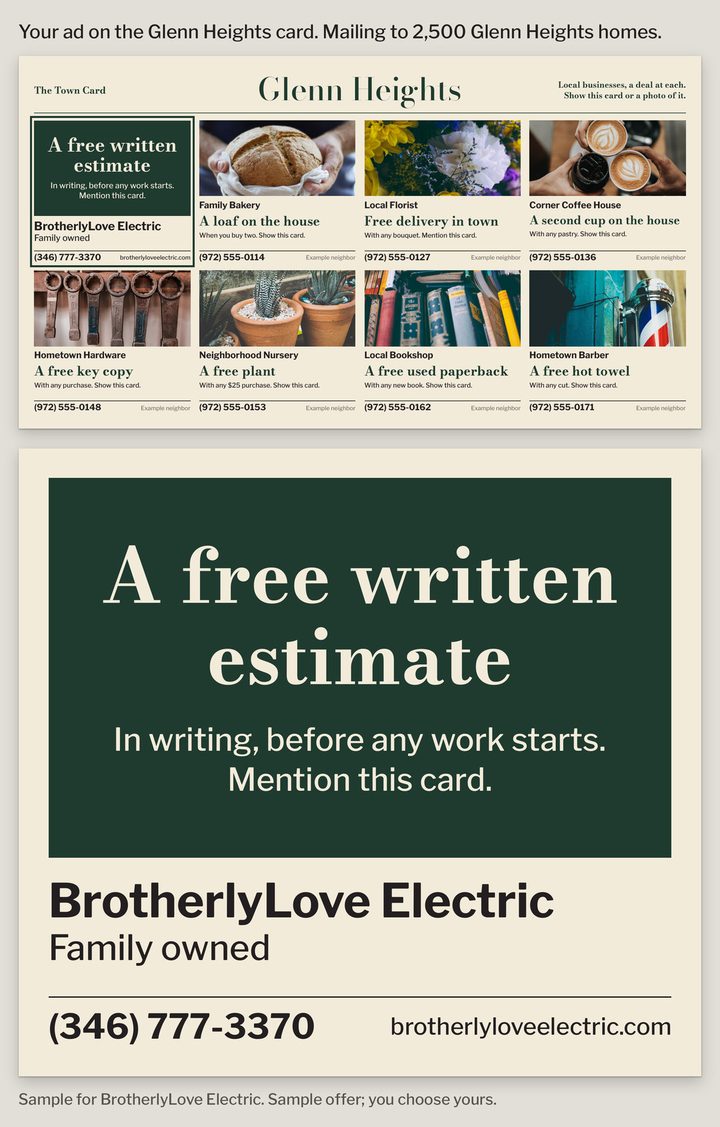 Your ad on the Glenn Heights card. Mailing to 2,500 Glenn Heights homes.
The Town Card
Glenn Heights
Local businesses, a deal at each.
Show this card or a photo of it.
A free written
estimate
In writing, before any work starts.
Mention this card.
BrotherlyLove Electric
Family owned
(346) 777-3370
brotherlyloveelectric.com
Family Bakery
A loaf on the house
When you buy two. Show this card.
(972) 555-0114
Example neighbor
Local Florist
Free delivery in town
With any bouquet. Mention this card.
(972) 555-0127
Example neighbor
Corner Coffee House
A second cup on the house
With any pastry. Show this card.
(972) 555-0136
Example neighbor
Hometown Hardware
A free key copy
With any purchase. Show this card.
(972) 555-0148
Example neighbor
Neighborhood Nursery
A free plant
With any $25 purchase. Show this card.
(972) 555-0153
Example neighbor
Local Bookshop
A free used paperback
With any new book. Show this card.
(972) 555-0162
Example neighbor
Hometown Barber
A free hot towel
With any cut. Show this card.
(972) 555-0171
Example neighbor
A free written
estimate
In writing, before any work starts.
Mention this card.
BrotherlyLove Electric
Family owned
(346) 777-3370
brotherlyloveelectric.com
Sample for BrotherlyLove Electric. Sample offer; you choose yours.